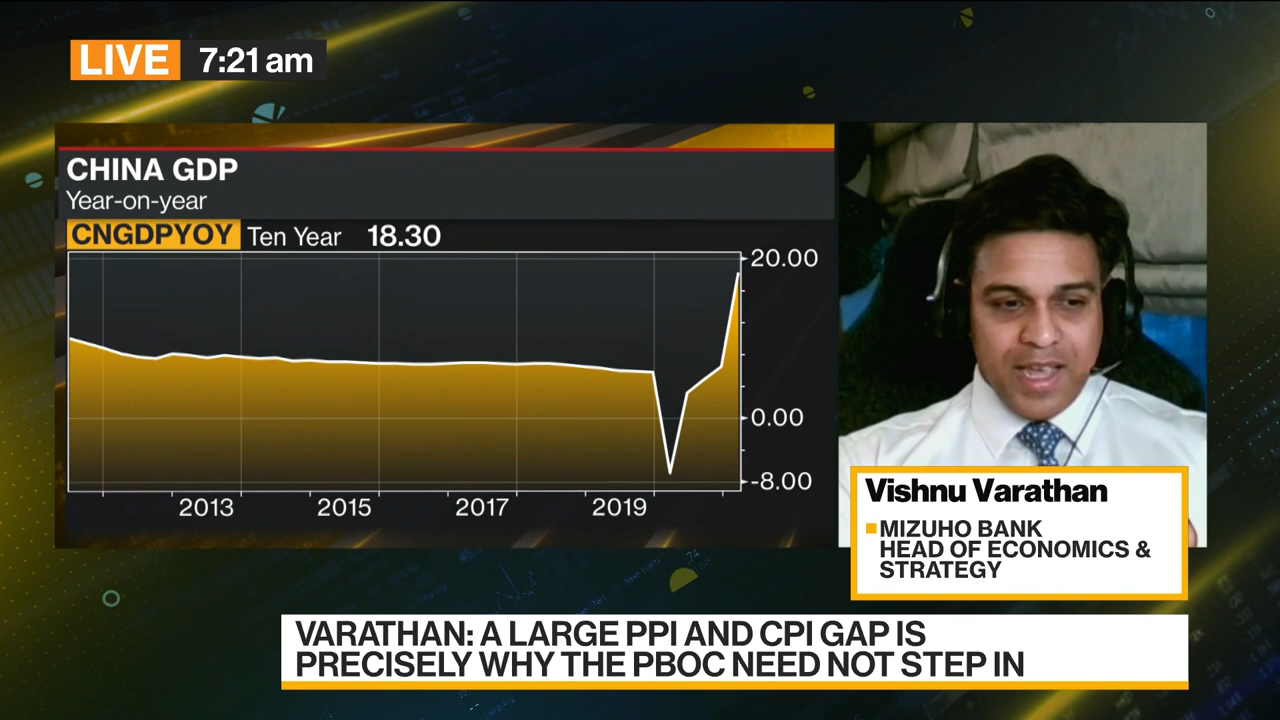 LIVE 7:21 am
CHINA GDP
Year-on-year
CNGDPYOY Ten Year 18.30
20.00
0.00
-8.00
2013 2015 2017 2019
Vishnu Varathan
MIZUHO BANK
HEAD OF ECONOMICS &
STRATEGY
VARATHAN: A LARGE PPI AND CPI GAP IS
PRECISELY WHY THE PBOC NEED NOT STEP IN